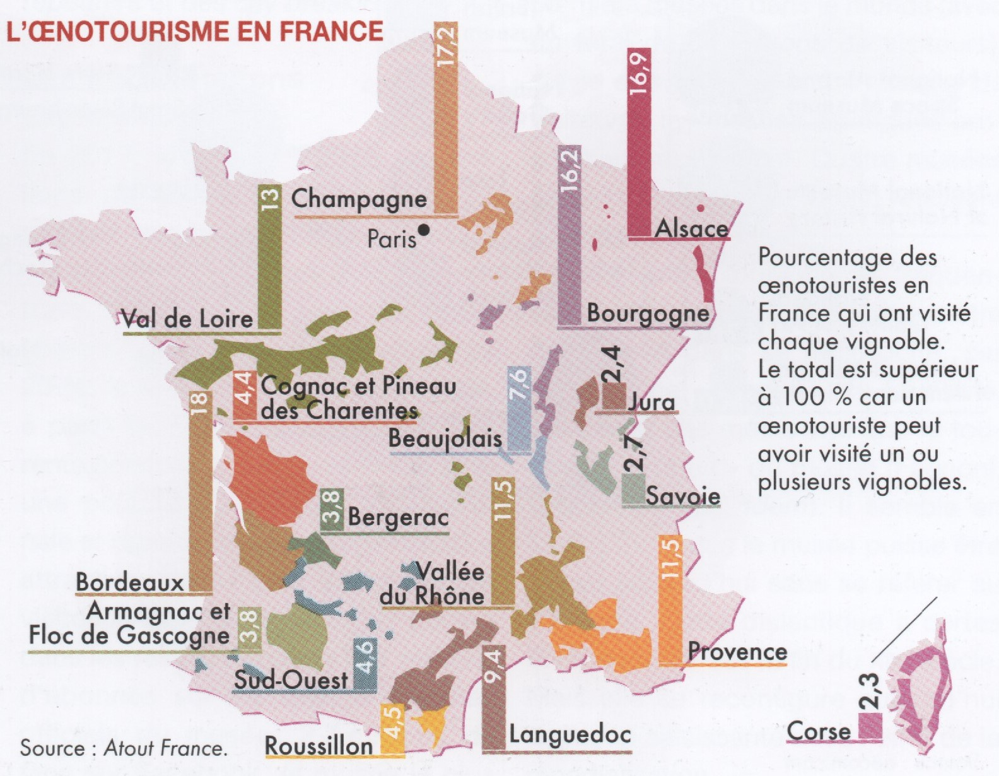 L'ŒNOTOURISME EN FRANCE
17,2
Champagne
Paris
16,9
Alsace
13
Val de Loire
16,2
Bourgogne
Pourcentage des
œnotouristes en
France qui ont visité
chaque vignoble.
Le total est supérieur
à 100 % car un
œnotouriste peut
avoir visité un ou
plusieurs vignobles.
4,4
Cognac et Pineau
des Charentes
2,4
Jura
7,6
Beaujolais
18
Bordeaux
2,7
Savoie
3,8
Bergerac
11,5
Vallée
du Rhône
11,5
Provence
Armagnac et
Floc de Gascogne
3,8
4,6
Sud-Ouest
9,4
Languedoc
4,5
Roussillon
2,3
Corse
Source : Atout France.